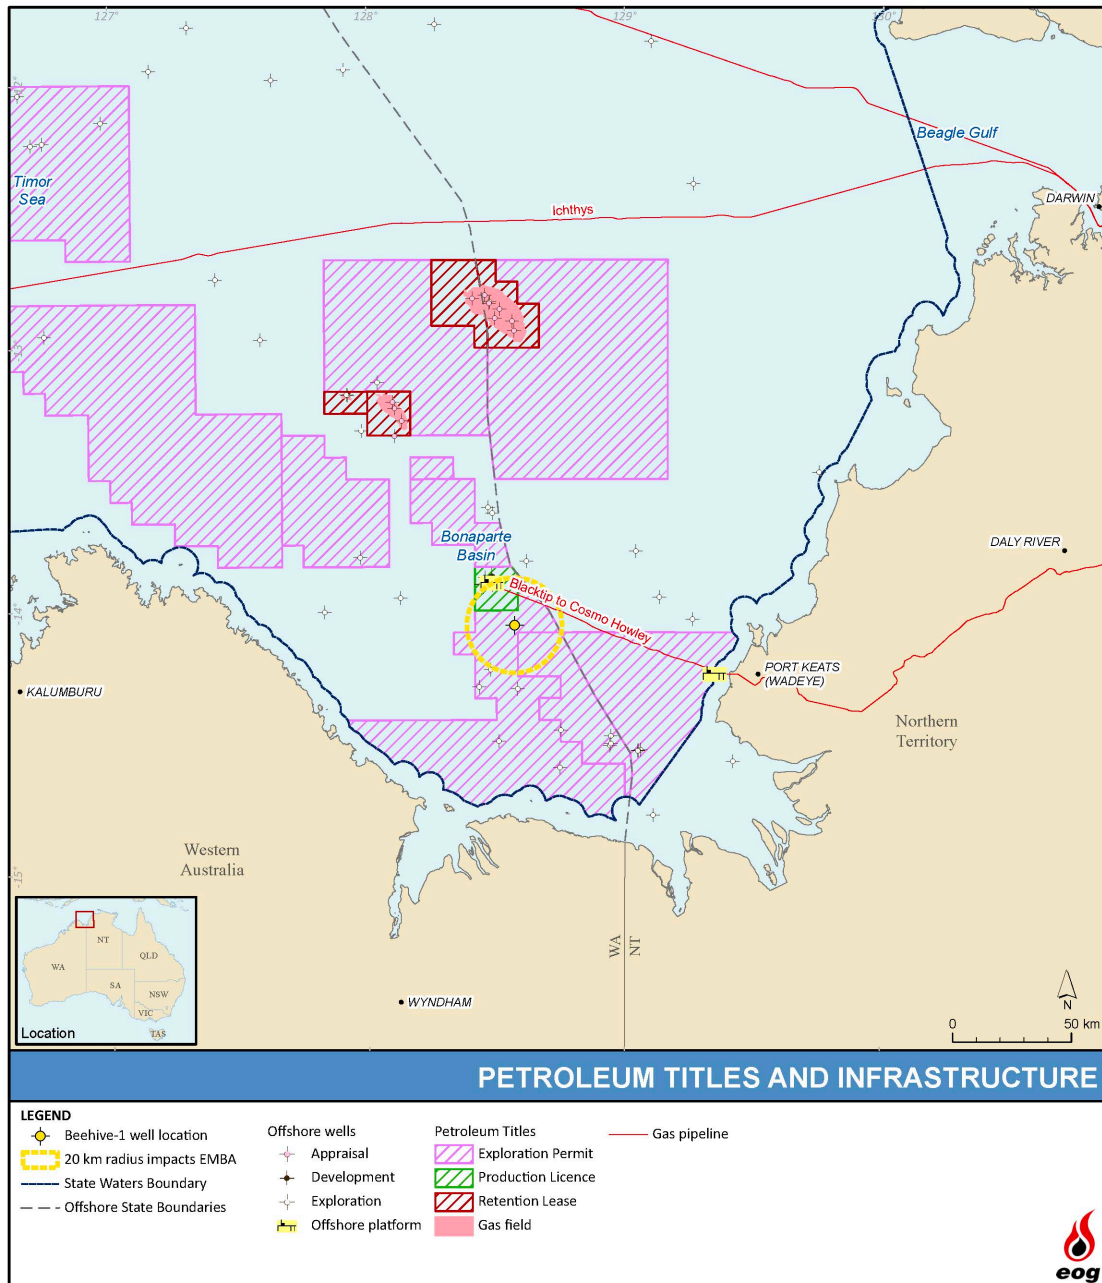 127°
128°
129°
130°
-12°
Beagle Gulf
Timor
Sea
DARWIN
Ichthys
-13°
Bonaparte
Basin
DALY RIVER
Blacktip to Cosmo Howley
-14°
PORT KEATS
(WADEYE)
KALUMBURU
Northern
Territory
Western
Australia
-15°
WA
NT
WYNDHAM
WA
NT
QLD
SA
NSW
VIC
TAS
Location
N
0
50 km
PETROLEUM TITLES AND INFRASTRUCTURE
LEGEND
Beehive-1 well location
20 km radius impacts EMBA
State Waters Boundary
Offshore State Boundaries
Offshore wells
Appraisal
Development
Exploration
Offshore platform
Petroleum Titles
Exploration Permit
Production Licence
Retention Lease
Gas field
Gas pipeline
eog